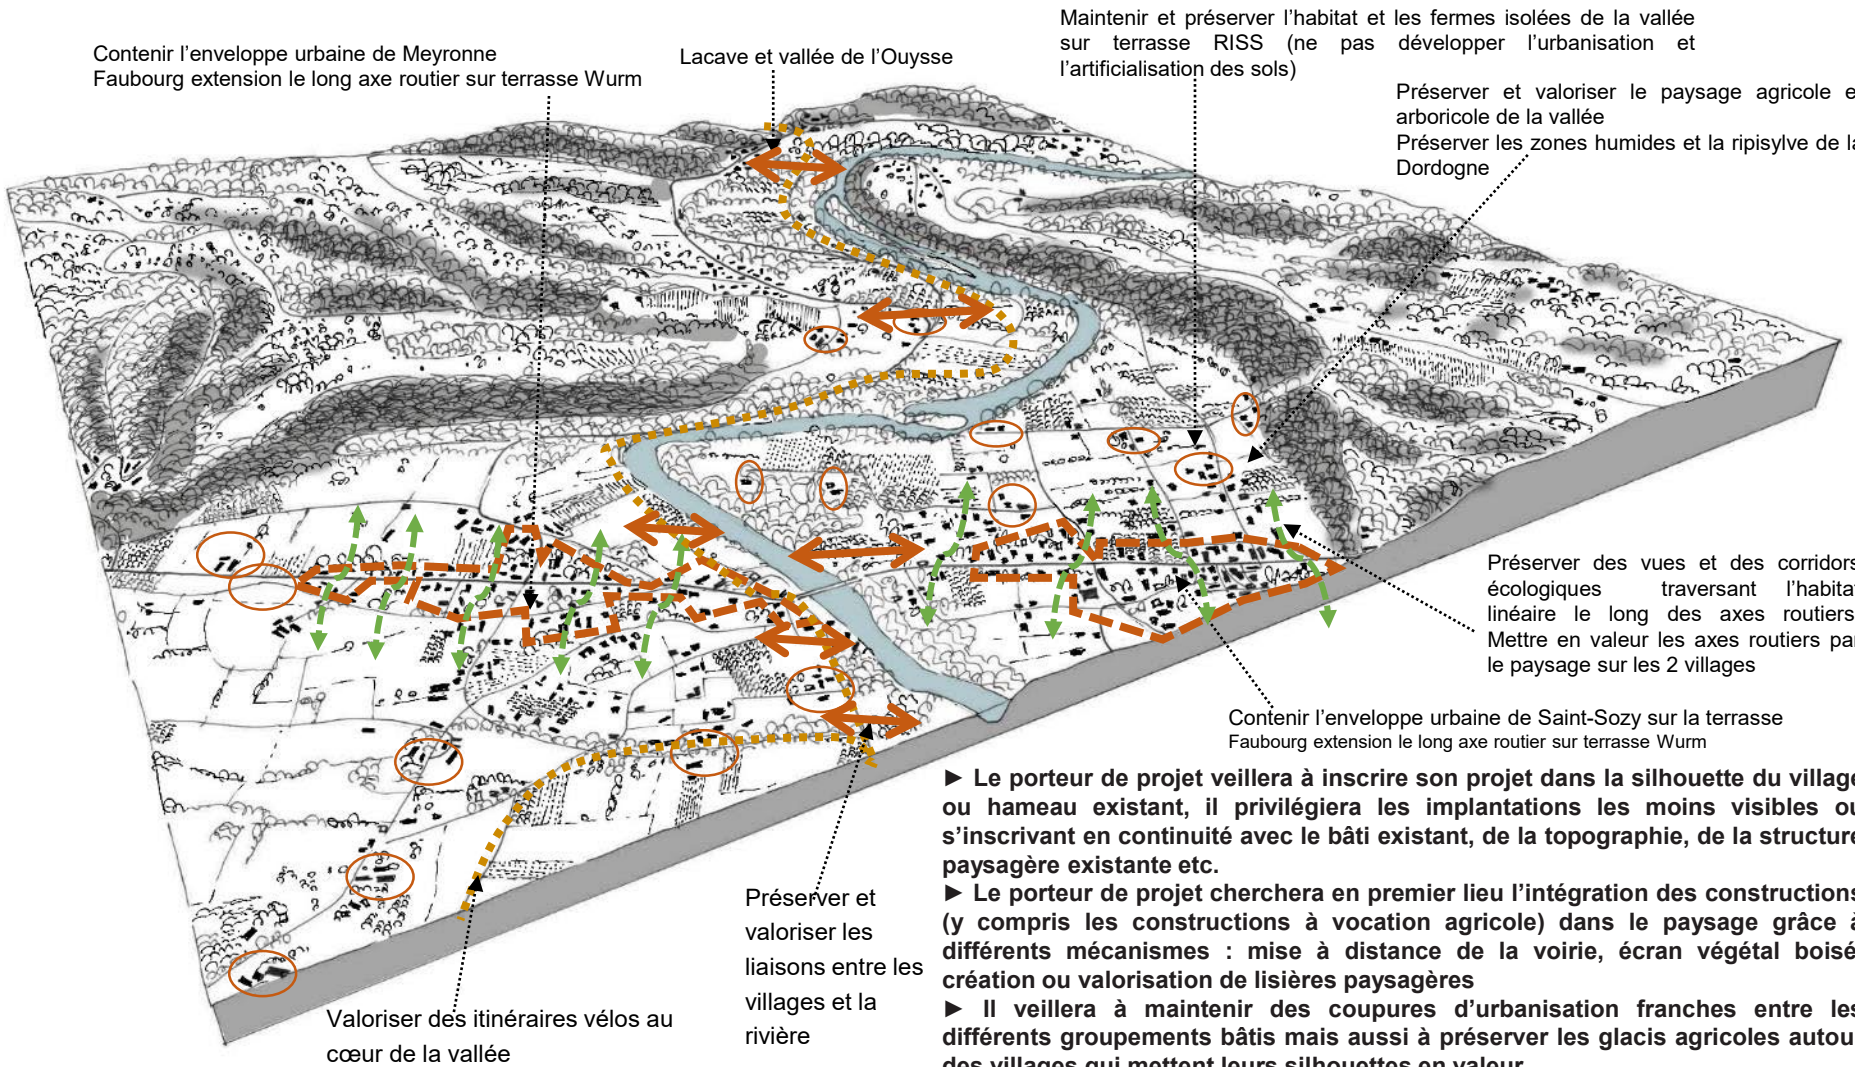 Contenir l'enveloppe urbaine de Meyronne
Faubourg extension le long axe routier sur terrasse Wurm
Lacave et vallée de l'Ouysse
Maintenir et préserver l'habitat et les fermes isolées de la vallée
sur terrasse RISS (ne pas développer l'urbanisation et
l'artificialisation des sols)
Préserver et valoriser le paysage agricole e
arboricole de la vallée
Préserver les zones humides et la ripisylve de la
Dordogne
Préserver des vues et des corridors
écologiques traversant l'habita
linéaire le long des axes routiers
Mettre en valeur les axes routiers par
le paysage sur les 2 villages
Contenir l'enveloppe urbaine de Saint-Sozy sur la terrasse
Faubourg extension le long axe routier sur terrasse Wurm
► Le porteur de projet veillera à inscrire son projet dans la silhouette du village
ou hameau existant, il privilégiera les implantations les moins visibles ou
s'inscrivant en continuité avec le bâti existant, de la topographie, de la structure
paysagère existante etc.
► Le porteur de projet cherchera en premier lieu l'intégration des constructions
(y compris les constructions à vocation agricole) dans le paysage grâce à
différents mécanismes : mise à distance de la voirie, écran végétal boisé
création ou valorisation de lisières paysagères
► Il veillera à maintenir des coupures d'urbanisation franches entre les
différents groupements bâtis mais aussi à préserver les glacis agricoles autou
des villages qui mettent leurs silhouettes en valeur
Préserver et
valoriser les
liaisons entre les
villages et la
rivière
Valoriser des itinéraires vélos au
cœur de la vallée